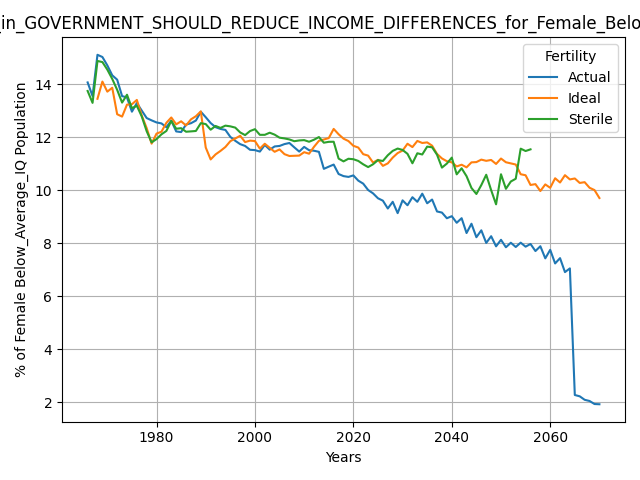 _in_GOVERNMENT_SHOULD_REDUCE_INCOME_DIFFERENCES_for_Female_Belo
% of Female Below_Average_IQ Population
14
12
10
8
6
4
2
1980
2000
2020
2040
2060
Years
Fertility
Actual
Ideal
Sterile